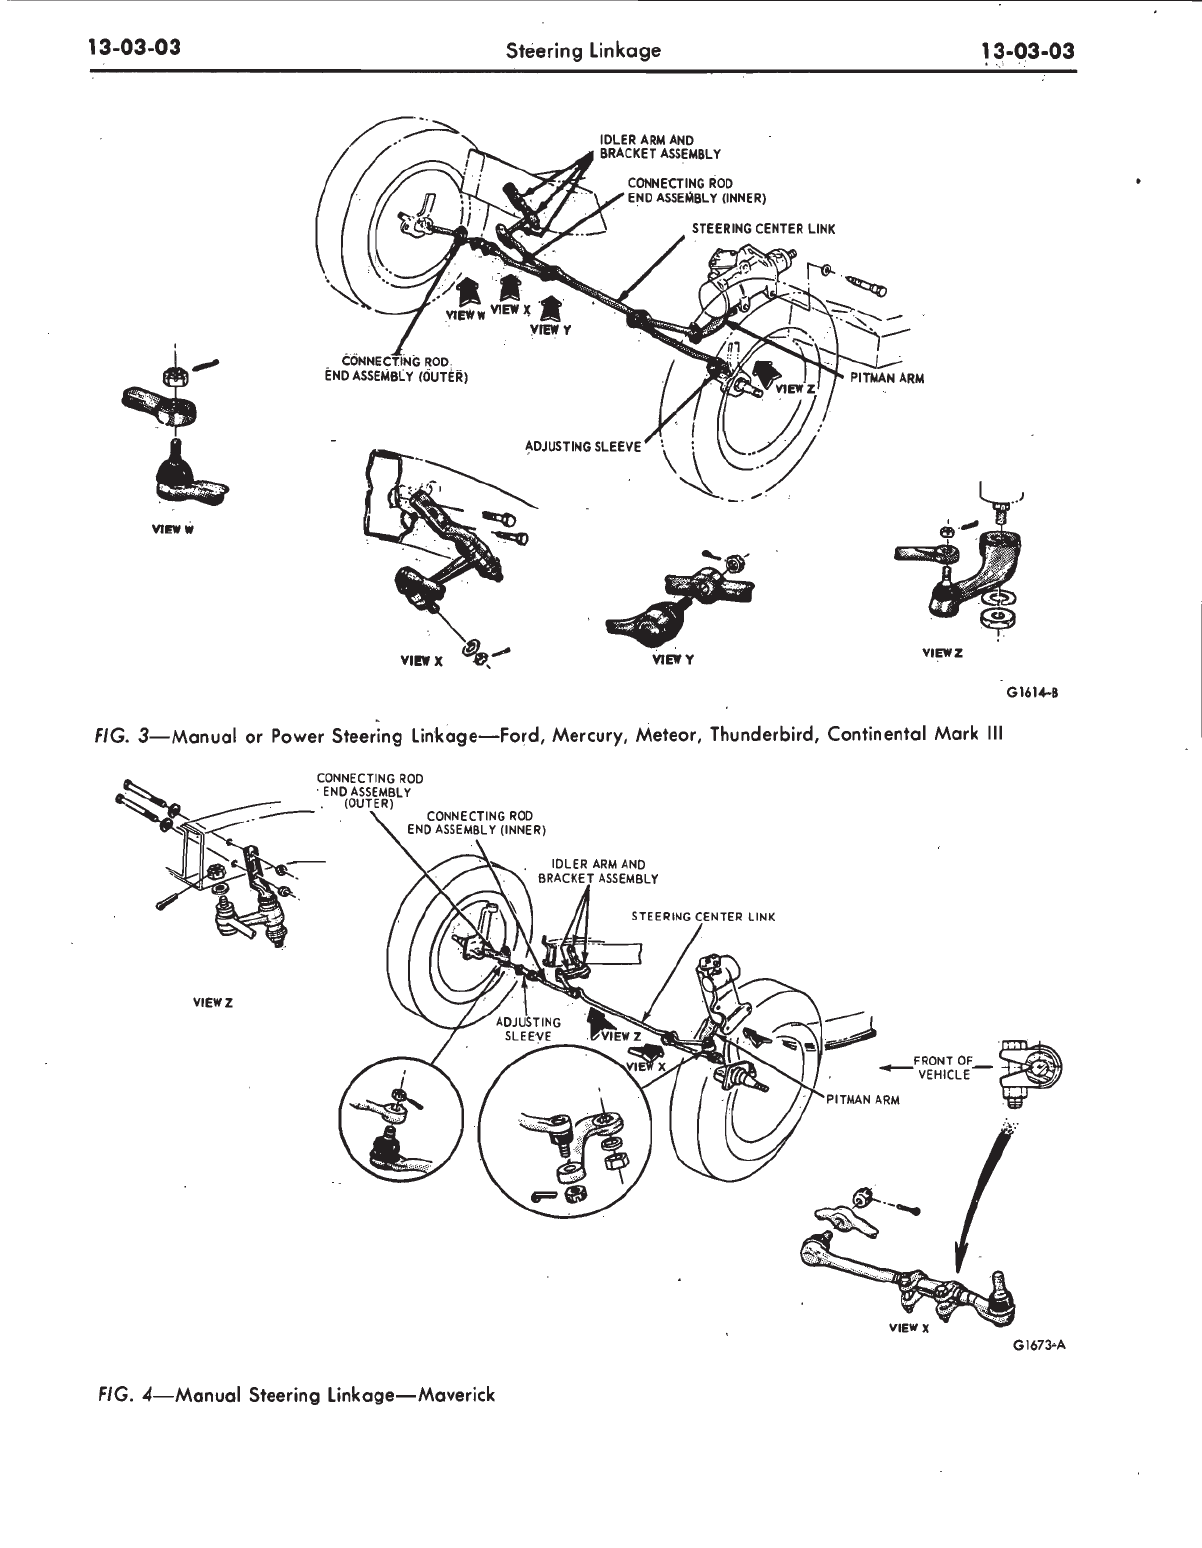 13-03-03 Steering Linkage 13-03-03
IDLER ARM AND
BRACKET ASSEMBLY
CONNECTING ROD
END ASSEMBLY (INNER)
STEERING CENTER LINK
VIEW W VIEW X
VIEW Y
CONNECTING ROD
END ASSEMBLY (OUTER)
VIEW Z
PITMAN ARM
ADJUSTING SLEEVE
VIEW W
VIEW X
VIEW Y
VIEW Z
G1614-B
FIG. 3—Manual or Power Steering Linkage—Ford, Mercury, Meteor, Thunderbird, Continental Mark III
CONNECTING ROD
END ASSEMBLY
(OUTER)
CONNECTING ROD
END ASSEMBLY (INNER)
IDLER ARM AND
BRACKET ASSEMBLY
STEERING CENTER LINK
VIEW Z
ADJUSTING
SLEEVE
VIEW Z
VIEW X
FRONT OF
VEHICLE
PITMAN ARM
VIEW X
G1673-A
FIG. 4—Manual Steering Linkage—Maverick